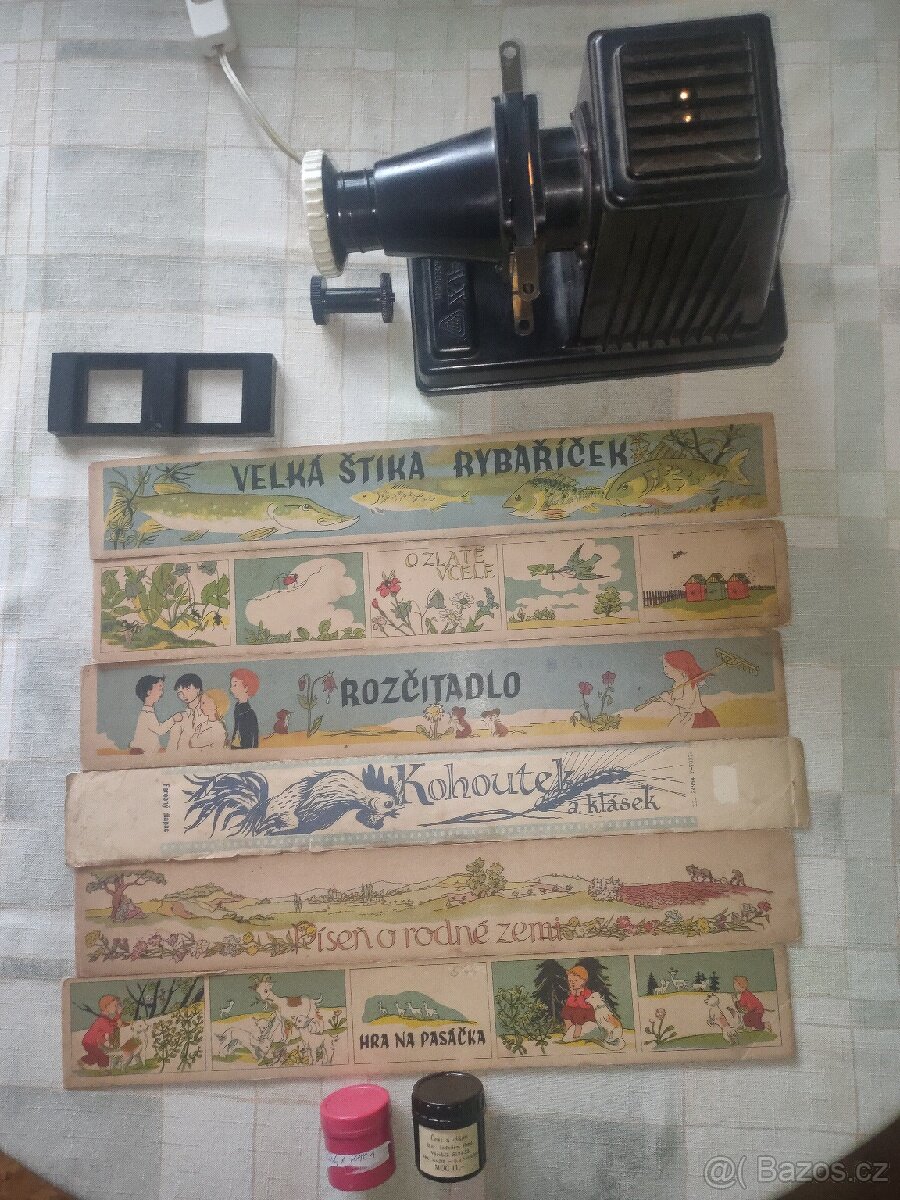 VELKÁ ŠTIKA RYBAŘÍČEK
O ZLATÉ
VČELE
ROZČITADLO
Kohoutek
a klásek
Píseň o rodné zemi
HRA NA PASÁČKA
@( Bazos.cz